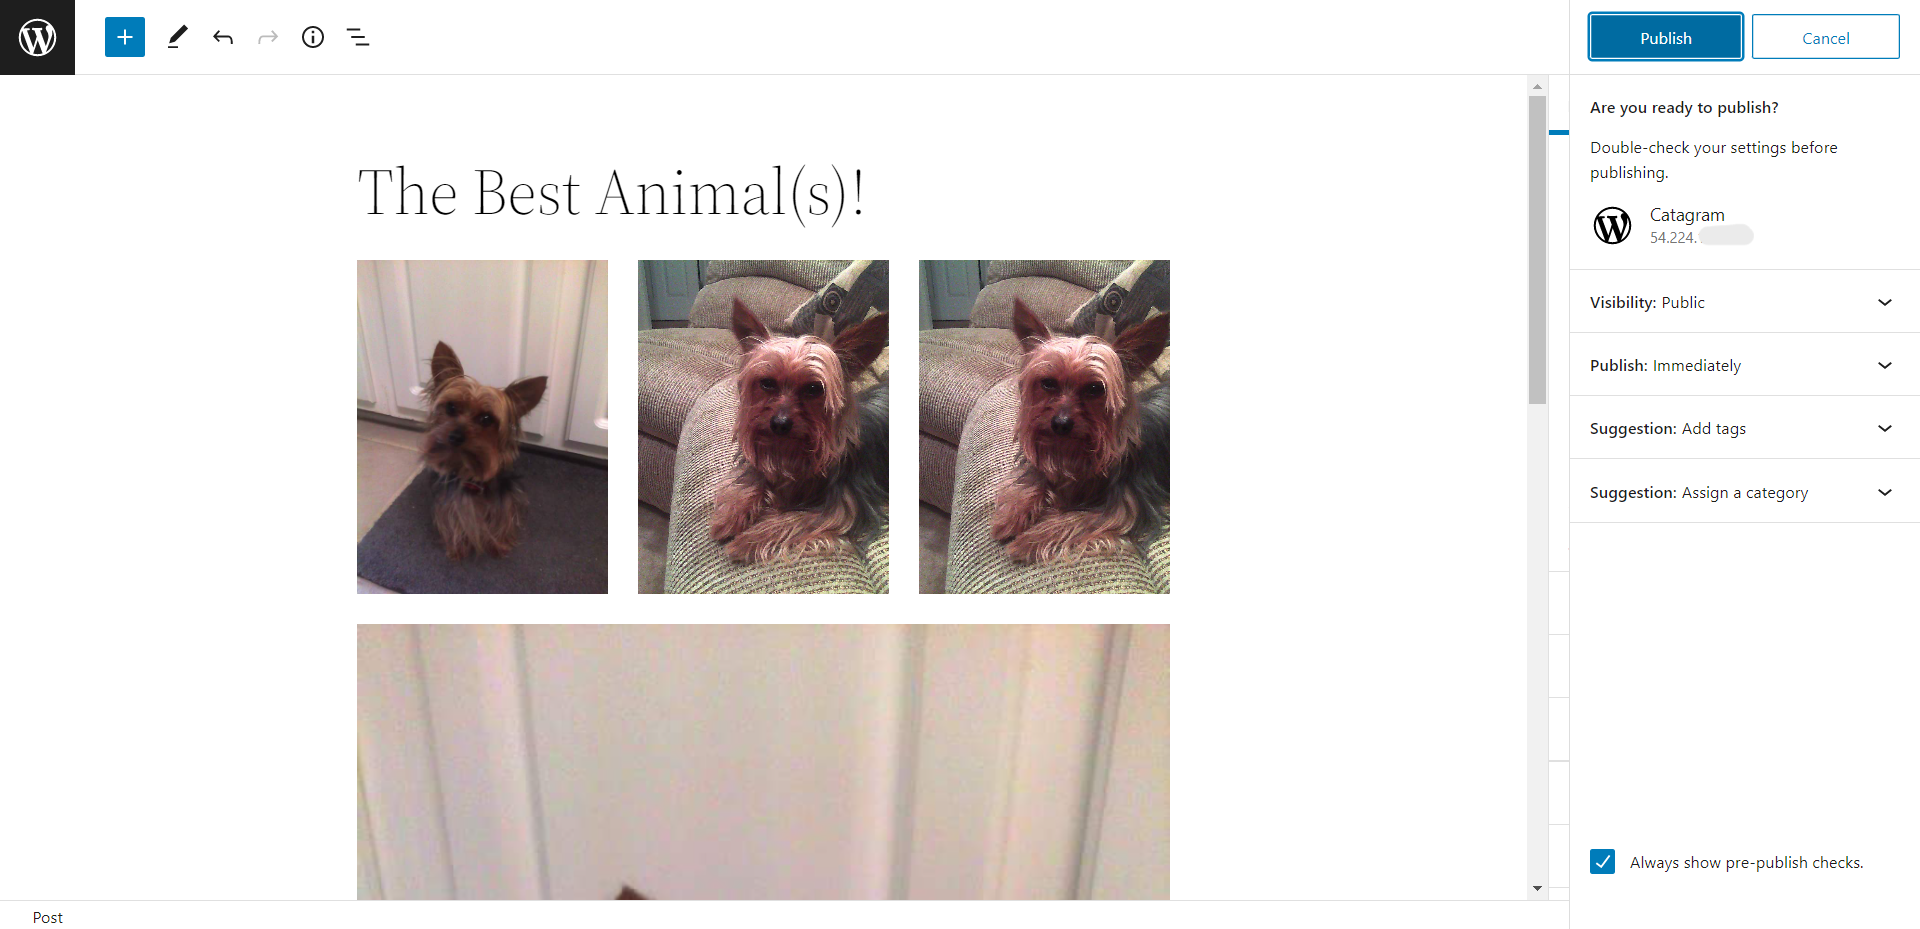 Publish
Cancel
Are you ready to publish?
Double-check your settings before
publishing.
Catagram
54.224.
Visibility: Public
Publish: Immediately
Suggestion: Add tags
Suggestion: Assign a category
Always show pre-publish checks.
The Best Animal(s)!
Post